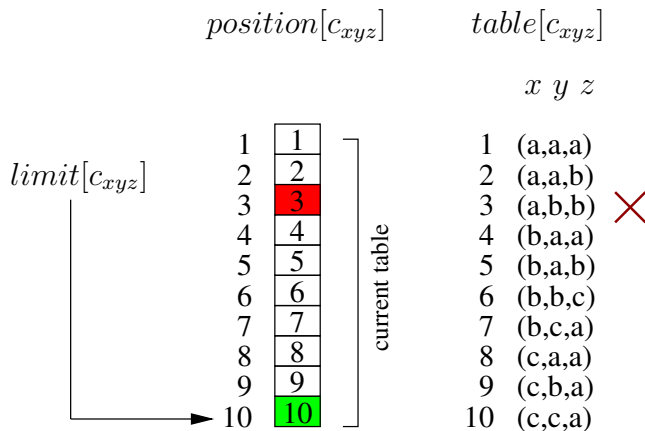 position[c_xyz] table[c_xyz]
x y z
1 1 1 (a,a,a)
limit[c_xyz]
2 2 2 (a,a,b)
3 3 3 (a,b,b)
4 4 4 (b,a,a)
5 5 5 (b,a,b)
6 6 6 (b,b,c)
7 7 7 (b,c,a)
8 8 8 (c,a,a)
9 9 9 (c,b,a)
10 10 10 (c,c,a)
current table